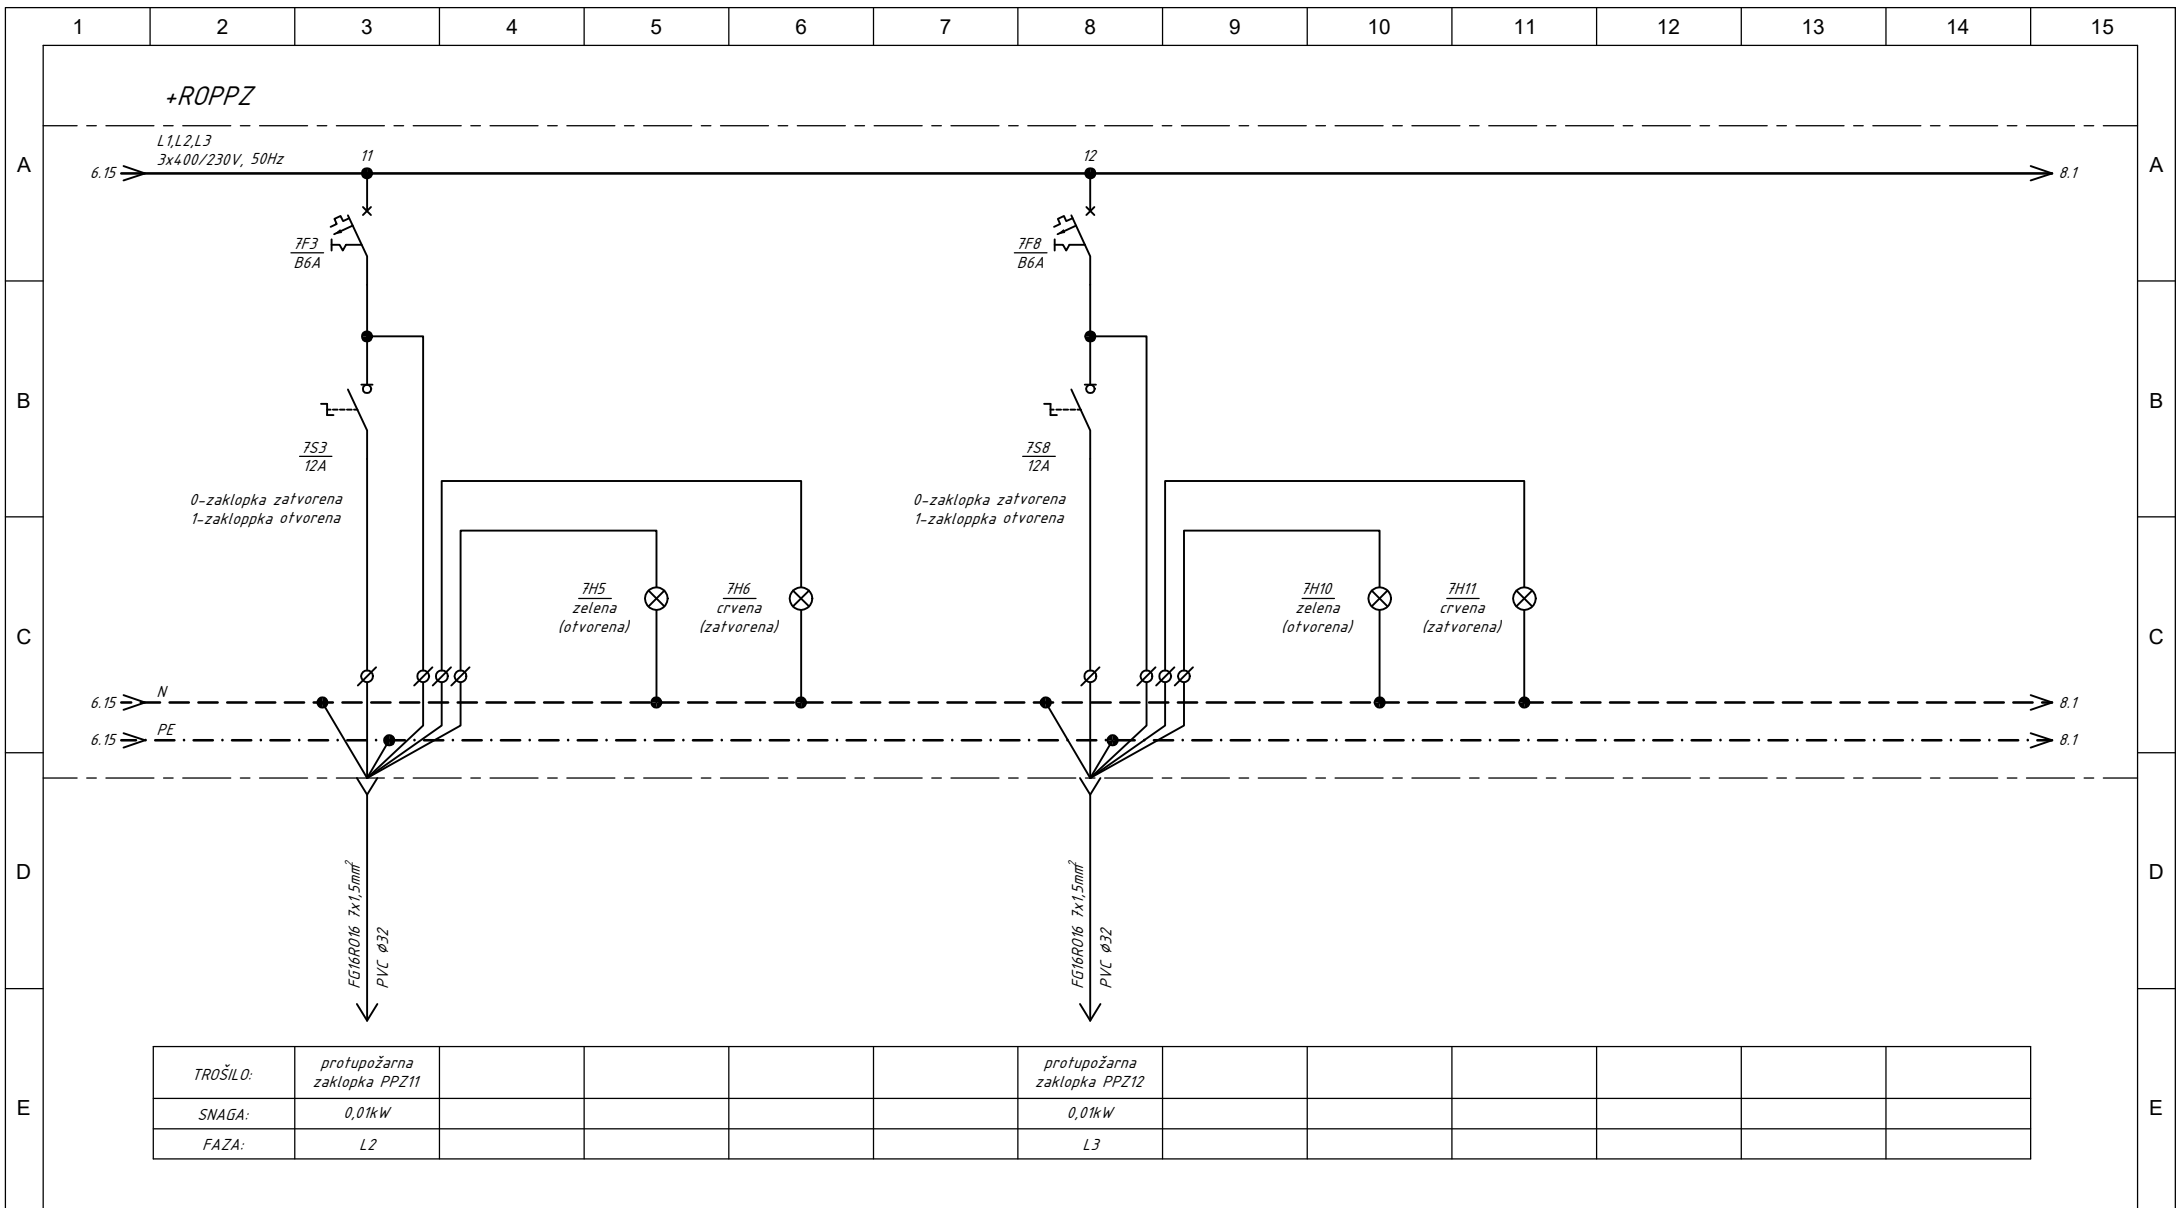 1 2 3 4 5 6 7 8 9 10 11 12 13 14 15
+ROPPZ
L1,L2,L3
3x400/230V, 50Hz
A 6.15 11 12 8.1 A
7F3
B6A
7F8
B6A
B B
7S3
12A
7S8
12A
0-zaklopka zatvorena
1-zakloppka otvorena
0-zaklopka zatvorena
1-zakloppka otvorena
7H5
zelena
(otvorena)
7H6
crvena
(zatvorena)
7H10
zelena
(otvorena)
7H11
crvena
(zatvorena)
C C
6.15 N 8.1
6.15 PE 8.1
D D
FG16RO16 7x1,5mm²
PVC ø32
FG16RO16 7x1,5mm²
PVC ø32
E E
TROŠILO: protupožarna zaklopka PPZ11 protupožarna zaklopka PPZ12
SNAGA: 0,01kW 0,01kW
FAZA: L2 L3